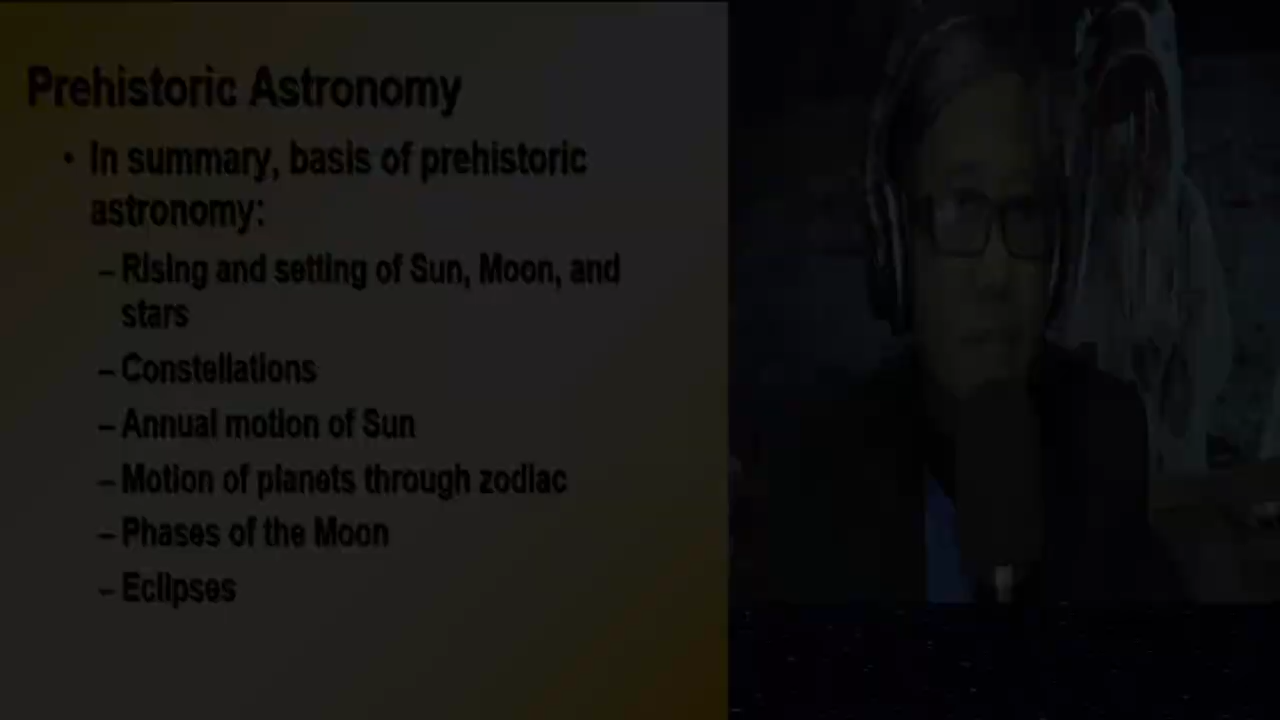 Prehistoric Astronomy
• In summary, basis of prehistoric
astronomy:
– Rising and setting of Sun, Moon, and
stars
– Constellations
– Annual motion of Sun
– Motion of planets through zodiac
– Phases of the Moon
– Eclipses